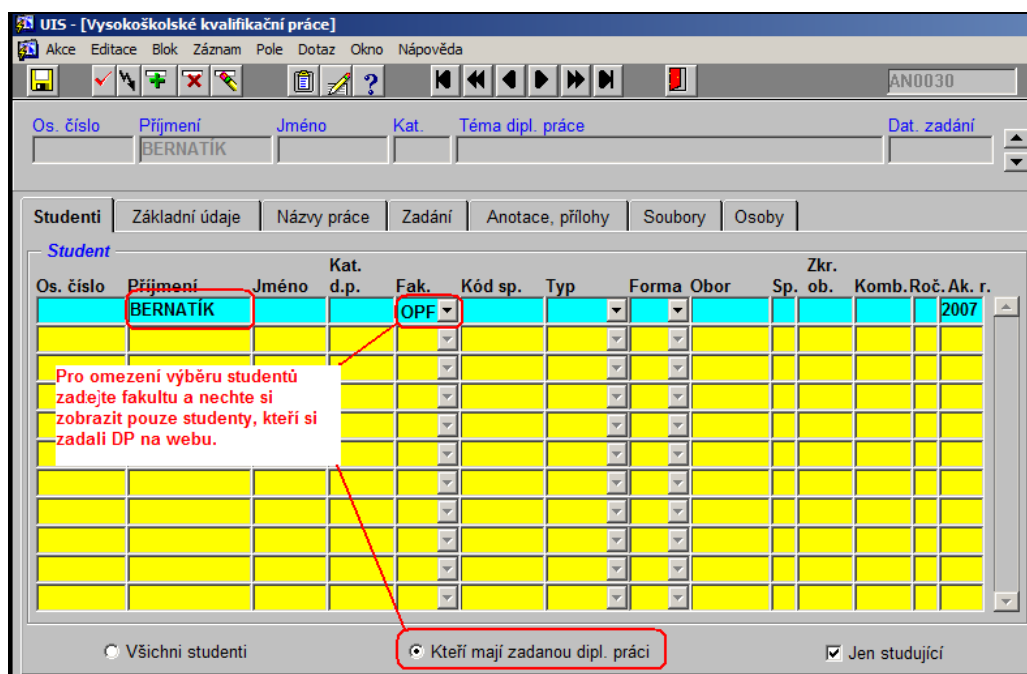 UIS - [Vysokoškolské kvalifikační práce]
Akce Editace Blok Záznam Pole Dotaz Okno Nápověda
AN0030
Os. číslo Příjmení Jméno Kat. Téma dipl. práce Dat. zadání
BERNATÍK
Studenti Základní údaje Názvy práce Zadání Anotace, přílohy Soubory Osoby
Student
Kat. Zkr.
Os. číslo Příjmení Jméno d.p. Fak. Kód sp. Typ Forma Obor Sp. ob. Komb. Roč. Ak. r.
BERNATÍK OPF 2007
Pro omezení výběru studentů
zadejte fakultu a nechte si
zobrazit pouze studenty, kteří si
zadali DP na webu.
Všichni studenti Kteří mají zadanou dipl. práci Jen studující